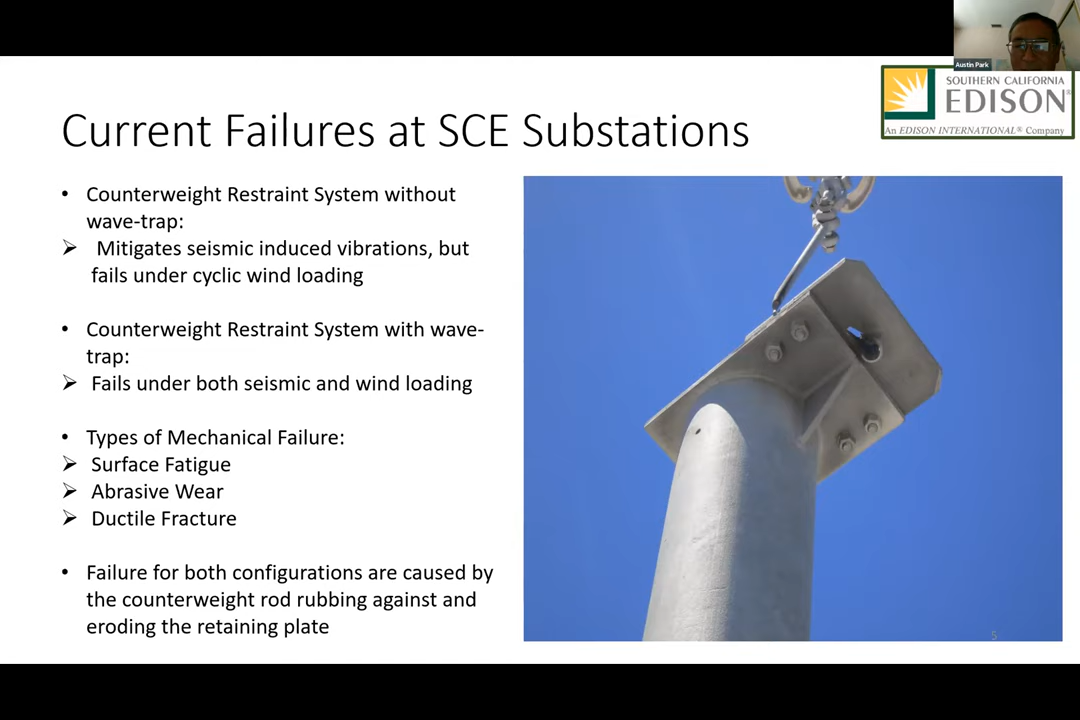 Austin Park
SOUTHERN CALIFORNIA
EDISON®
An EDISON INTERNATIONAL® Company
Current Failures at SCE Substations
• Counterweight Restraint System without
wave-trap:
➢ Mitigates seismic induced vibrations, but
fails under cyclic wind loading
• Counterweight Restraint System with wave-
trap:
➢ Fails under both seismic and wind loading
• Types of Mechanical Failure:
➢ Surface Fatigue
➢ Abrasive Wear
➢ Ductile Fracture
• Failure for both configurations are caused by
the counterweight rod rubbing against and
eroding the retaining plate
5